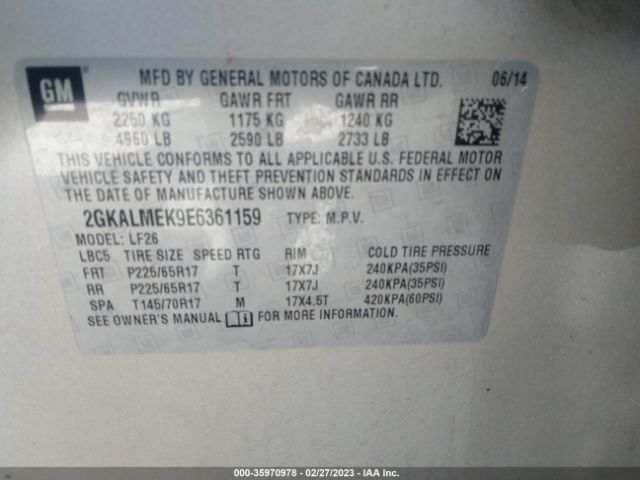 GM MFD BY GENERAL MOTORS OF CANADA LTD. 06/14
GVWR GAWR FRT GAWR RR
2250 KG 1175 KG 1240 KG
4960 LB 2590 LB 2733 LB
THIS VEHICLE CONFORMS TO ALL APPLICABLE U.S. FEDERAL MOTOR
VEHICLE SAFETY AND THEFT PREVENTION STANDARDS IN EFFECT ON
THE DATE OF MANUFACTURE SHOWN ABOVE.
2GKALMEK9E6361159 TYPE: M.P.V.
MODEL: LF26
LBC5 TIRE SIZE SPEED RTG RIM COLD TIRE PRESSURE
FRT P225/65R17 T 17X7J 240KPA(35PSI)
RR P225/65R17 T 17X7J 240KPA(35PSI)
SPA T145/70R17 M 17X4.5T 420KPA(60PSI)
SEE OWNER'S MANUAL FOR MORE INFORMATION.
000-35970978 - 02/27/2023 - IAA Inc.